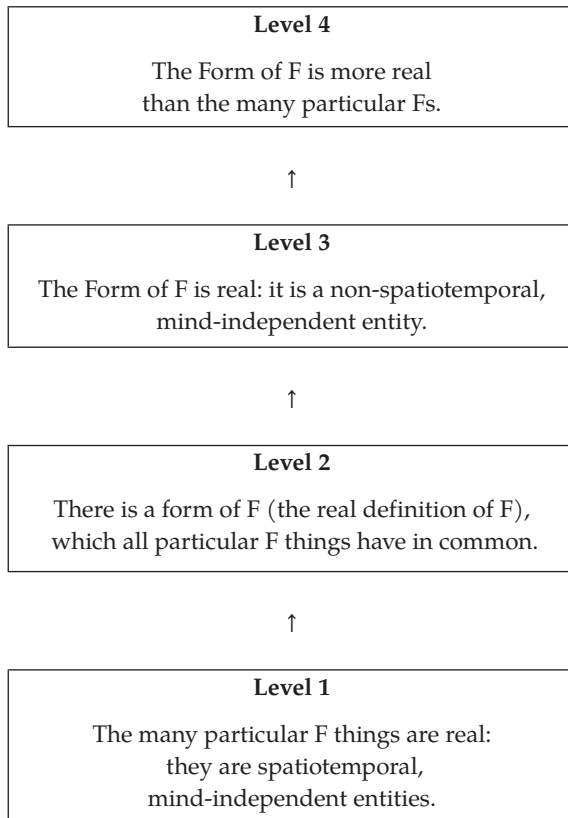 Level 4
The Form of F is more real
than the many particular Fs.
↑
Level 3
The Form of F is real: it is a non-spatiotemporal,
mind-independent entity.
↑
Level 2
There is a form of F (the real definition of F),
which all particular F things have in common.
↑
Level 1
The many particular F things are real:
they are spatiotemporal,
mind-independent entities.